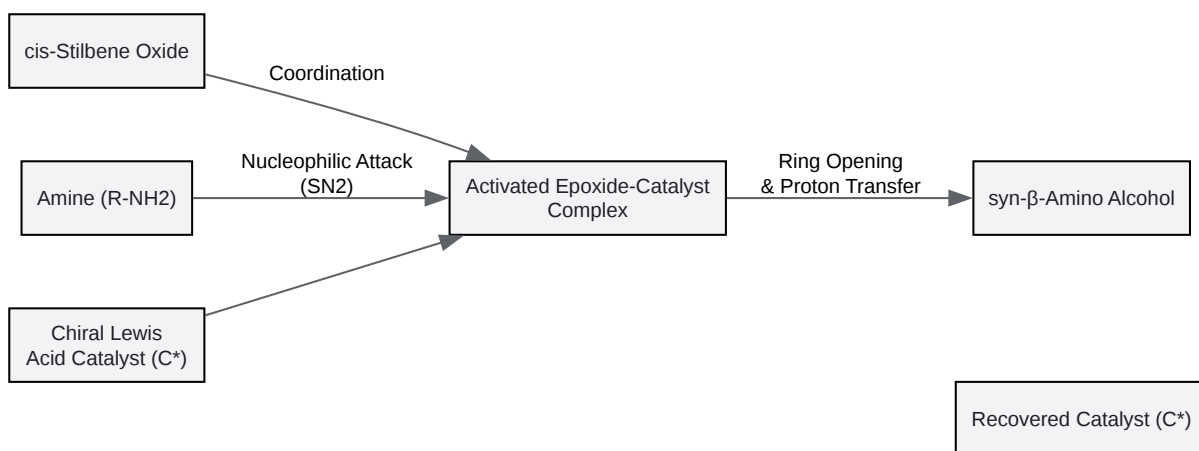 cis-Stilbene Oxide
Coordination
Amine (R-NH2)
Nucleophilic Attack
(SN2)
Activated Epoxide-Catalyst
Complex
Ring Opening
& Proton Transfer
syn-β-Amino Alcohol
Chiral Lewis
Acid Catalyst (C*)
Recovered Catalyst (C*)